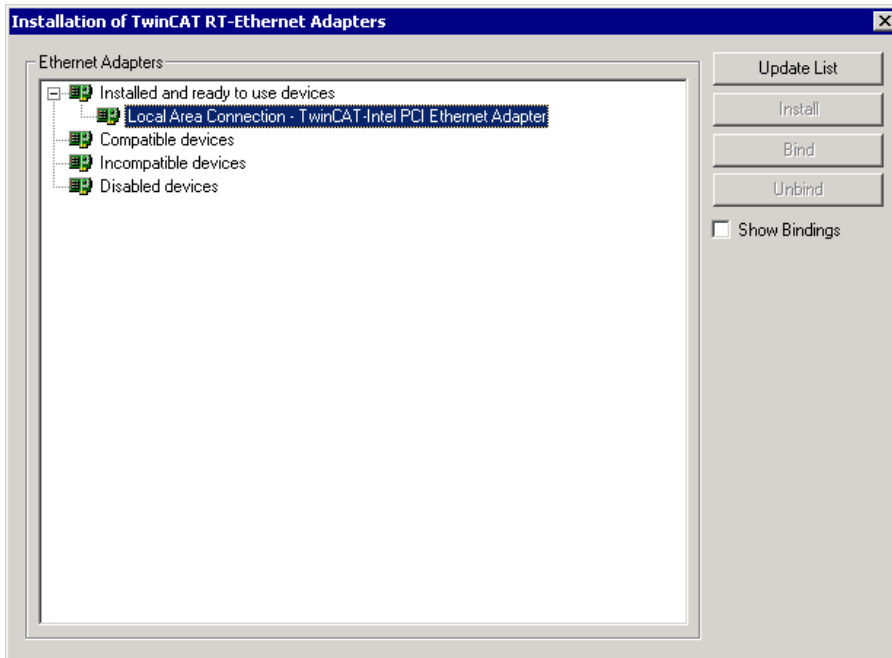 Installation of TwinCAT RT-Ethernet Adapters
Ethernet Adapters
Installed and ready to use devices
Local Area Connection - TwinCAT-Intel PCI Ethernet Adapter
Compatible devices
Incompatible devices
Disabled devices
Update List
Install
Bind
Unbind
Show Bindings